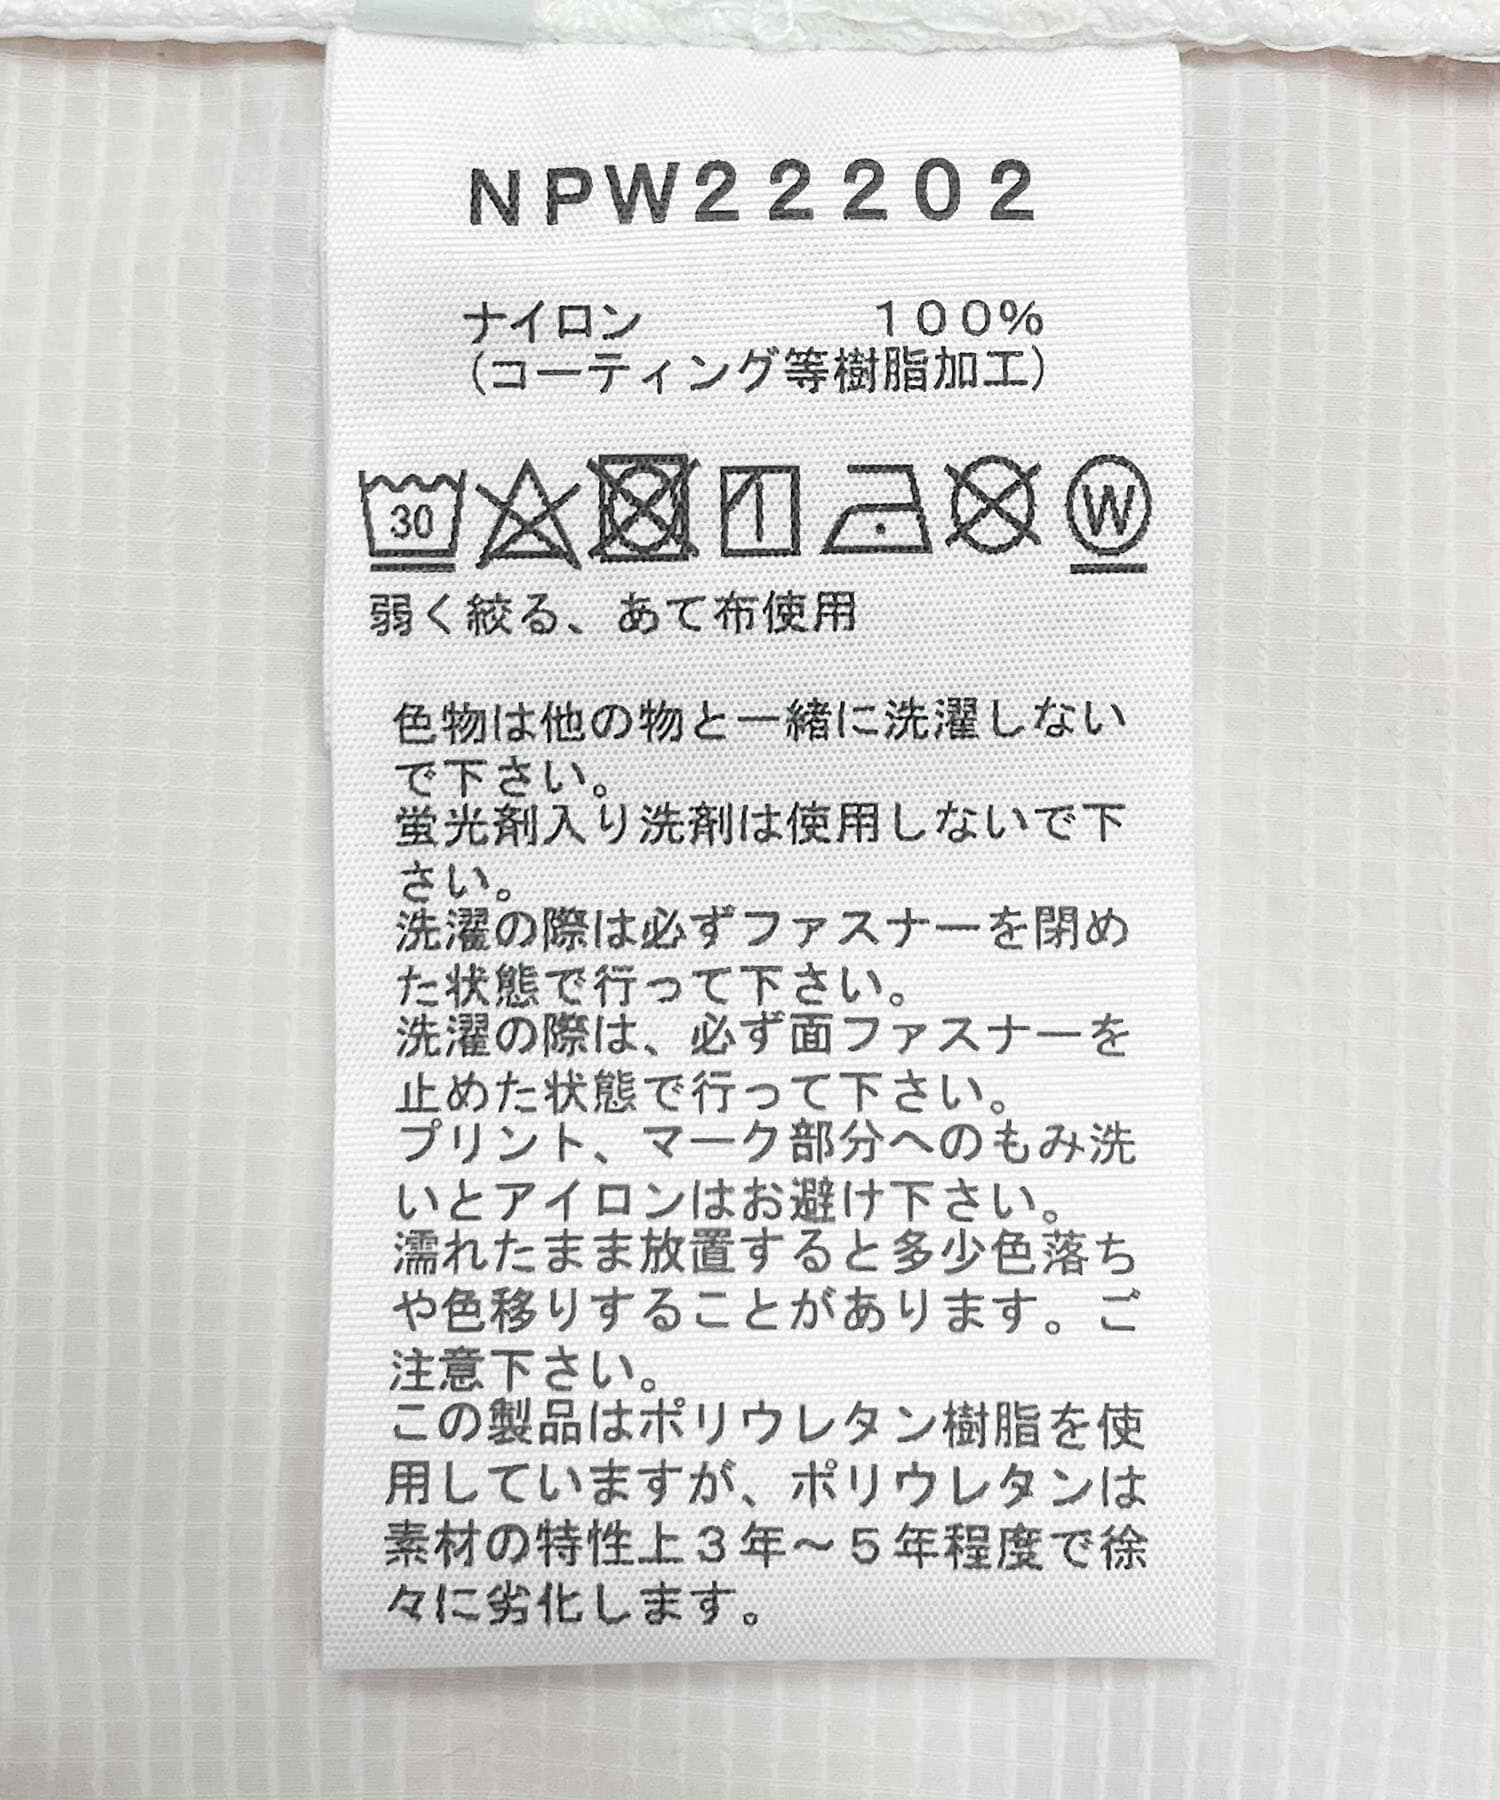 NPW22202
ナイロン 100%
(コーティング等樹脂加工)
30 W
弱く絞る、あて布使用
色物は他の物と一緒に洗濯しない
で下さい。
蛍光剤入り洗剤は使用しないで下
さい。
洗濯の際は必ずファスナーを閉め
た状態で行って下さい。
洗濯の際は、必ず面ファスナーを
止めた状態で行って下さい。
プリント、マーク部分へのもみ洗
いとアイロンはお避け下さい。
濡れたまま放置すると多少色落ち
や色移りすることがあります。ご
注意下さい。
この製品はポリウレタン樹脂を使
用していますが、ポリウレタンは
素材の特性上3年～5年程度で徐
々に劣化します。